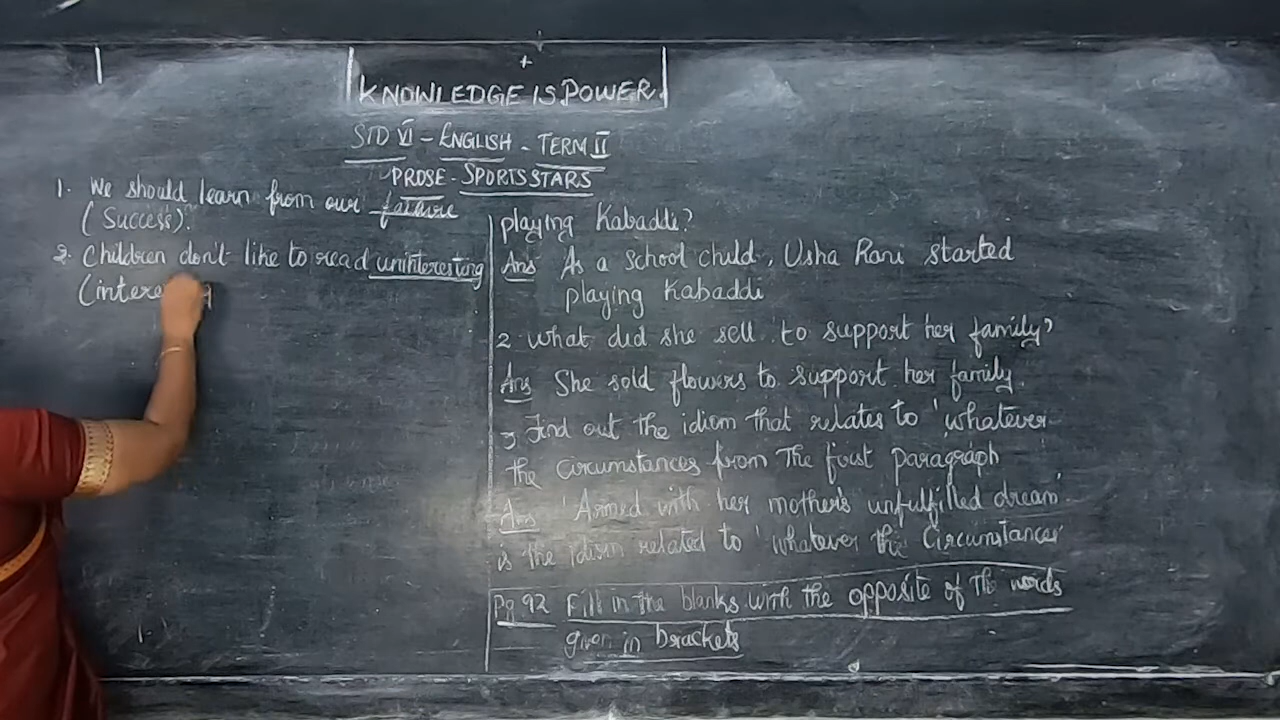 KNOWLEDGE IS POWER.
STD VI - ENGLISH - TERM II
PROSE - SPORTS STARS
1. We should learn from our failure
(Success).
2. Children don't like to read uninteresting
(
playing Kabaddi?
Ans As a School child, Usha Rani started
playing Kabaddi
2. What did she sell to support her family?
Ans She sold flowers to support her family.
3 Find out the idiom that relates to 'whatever
the circumstances from The first paragraph
Ans 'Armed with her mother's unfulfilled dream'
is the idiom related to 'whatever the Circumstances'
Pg 92 Fill in the blanks with the opposite of the words
given in brackets